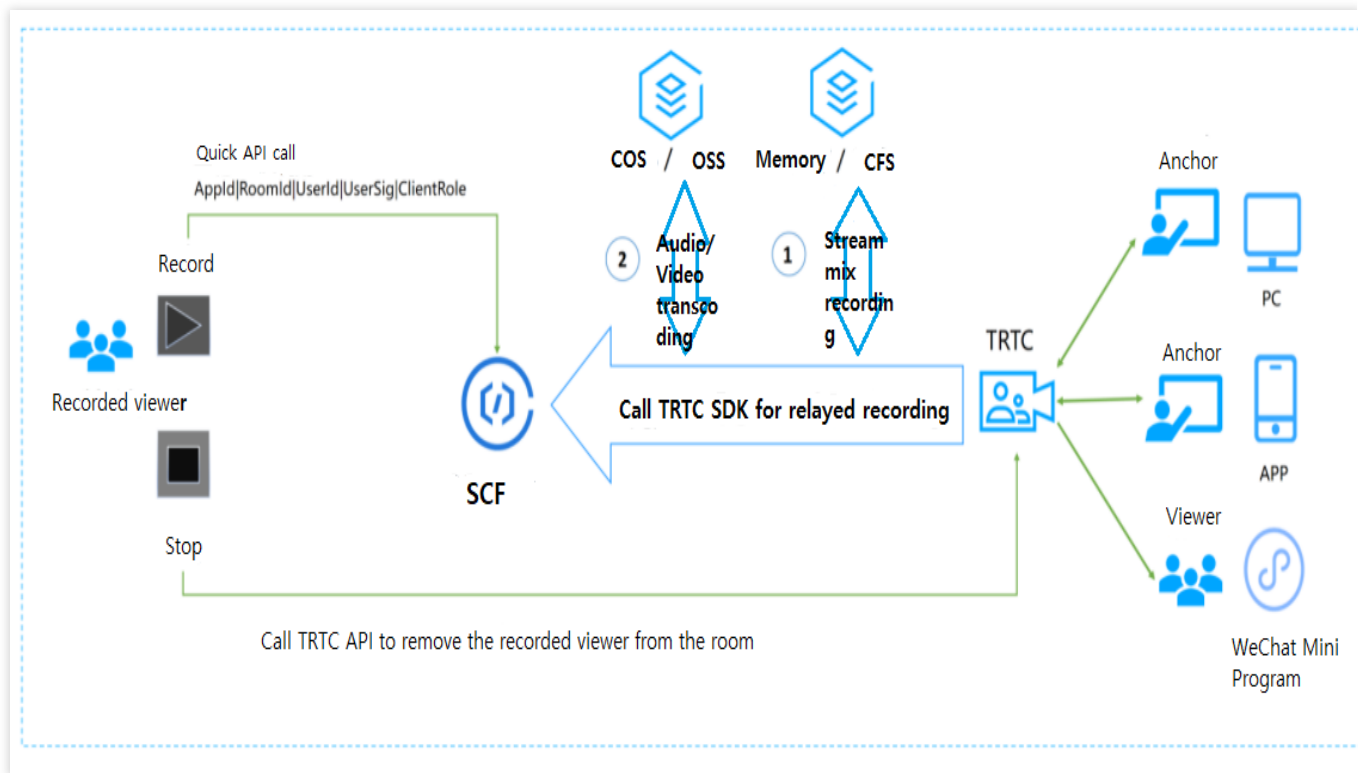 Quick API call
AppId|RoomId|UserId|UserSig|ClientRole
Record
Recorded viewer
Stop
SCF
COS / OSS
Memory / CFS
2
Audio/
Video
transco
ding
1
Stream
mix
recordin
g
Call TRTC SDK for relayed recording
TRTC
Anchor
PC
Anchor
APP
Viewer
WeChat Mini
Program
Call TRTC API to remove the recorded viewer from the room